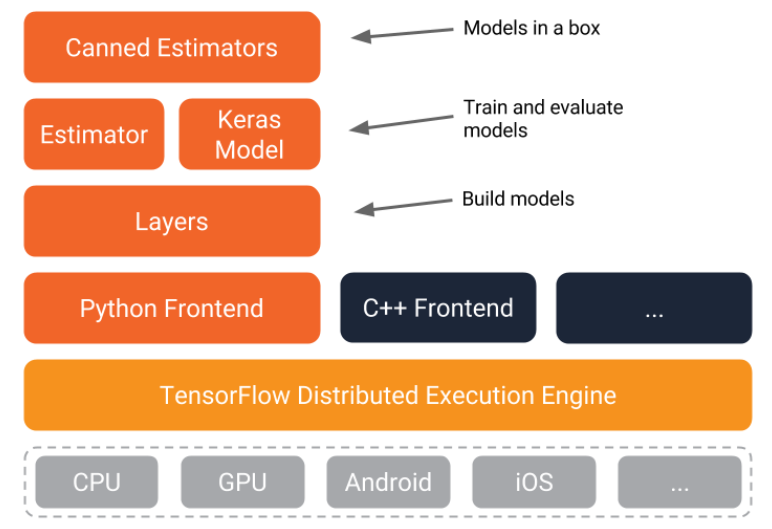 Canned Estimators
Models in a box
Estimator
Keras
Model
Train and evaluate
models
Layers
Build models
Python Frontend
C++ Frontend
...
TensorFlow Distributed Execution Engine
CPU
GPU
Android
iOS
...